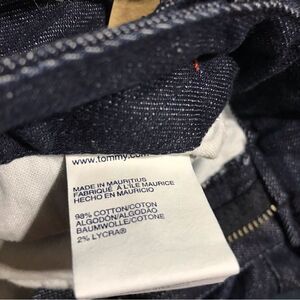 www.tommy.com
MADE IN MAURITIUS
FABRIQUÉ À L'ILE MAURICE
HECHO EN MAURICIO
98% COTTON/COTON
ALGODÓN/ALGODÃO
BAUMWOLLE/COTONE
2% LYCRA®